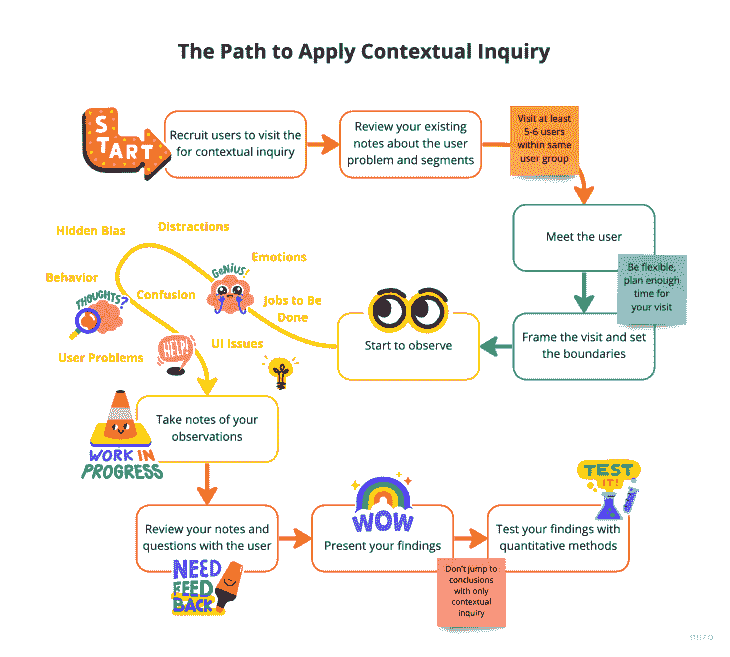 The Path to Apply Contextual Inquiry
START
Recruit users to visit the
for contextual inquiry
Review your existing
notes about the user
problem and segments
Visit at least
5-6 users
within same
user group
Meet the user
Be flexible,
plan enough
time for
your visit
Frame the visit and set
the boundaries
Start to observe
Hidden Bias
Distractions
Emotions
GENIUS!
Behavior
THOUGHTS?
Confusion
Jobs to Be
Done
User Problems
HELP!
UI Issues
Take notes of your
observations
WORK IN
PROGRESS
Review your notes and
questions with the user
NEED
FEED
BACK
WOW
Present your findings
Don't jump to
conclusions
with only
contextual
inquiry
TEST
IT!
Test your findings with
quantitative methods